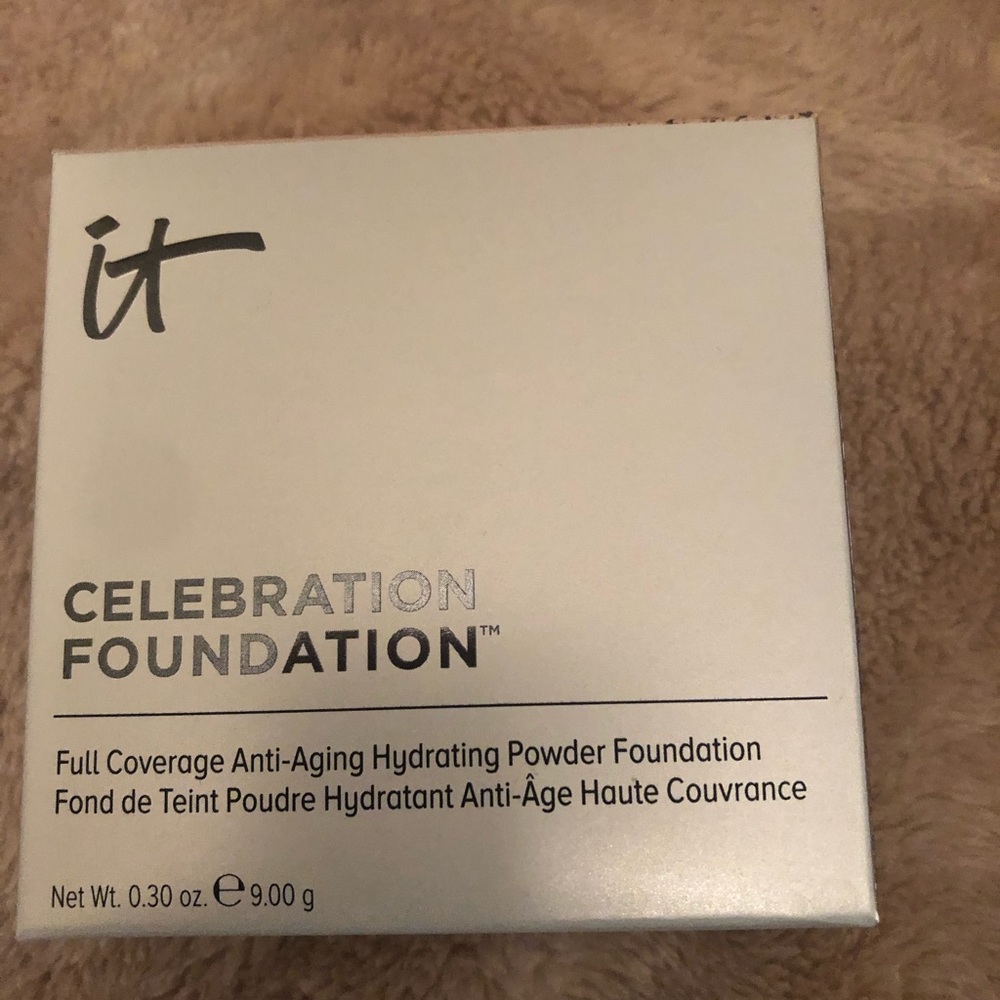 it
CELEBRATION
FOUNDATION™
Full Coverage Anti-Aging Hydrating Powder Foundation
Fond de Teint Poudre Hydratant Anti-Âge Haute Couvrance
Net Wt. 0.30 oz. ℮ 9.00 g